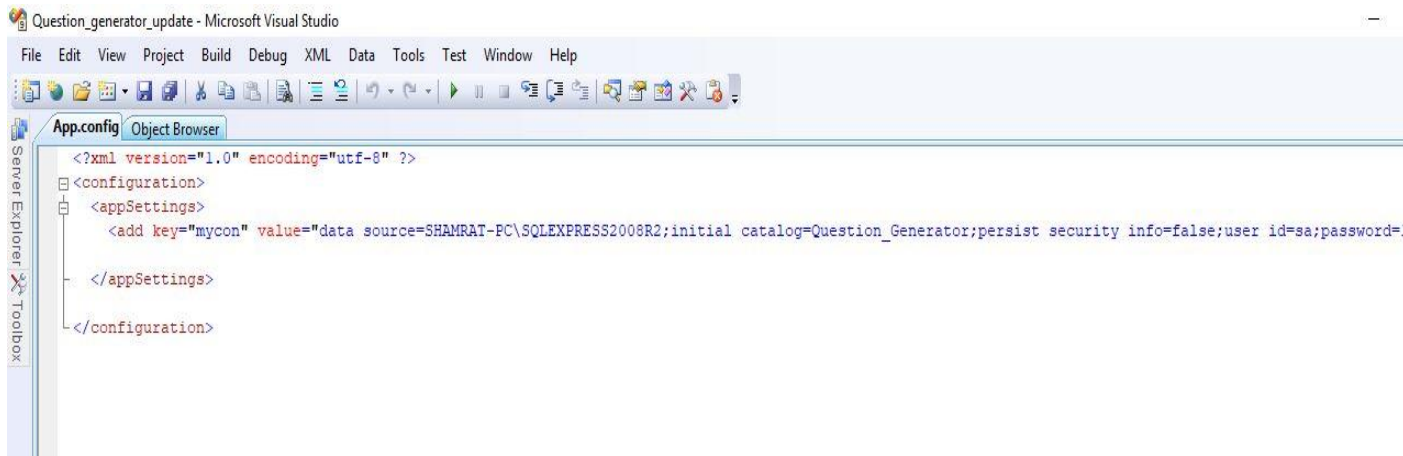 Question_generator_update - Microsoft Visual Studio
File Edit View Project Build Debug XML Data Tools Test Window Help
App.config Object Browser
Server Explorer
Toolbox
<?xml version="1.0" encoding="utf-8" ?>
<configuration>
<appSettings>
<add key="mycon" value="data source=SHAMRAT-PC\SQLEXPRESS2008R2;initial catalog=Question_Generator;persist security info=false;user id=sa;password=
</appSettings>
</configuration>